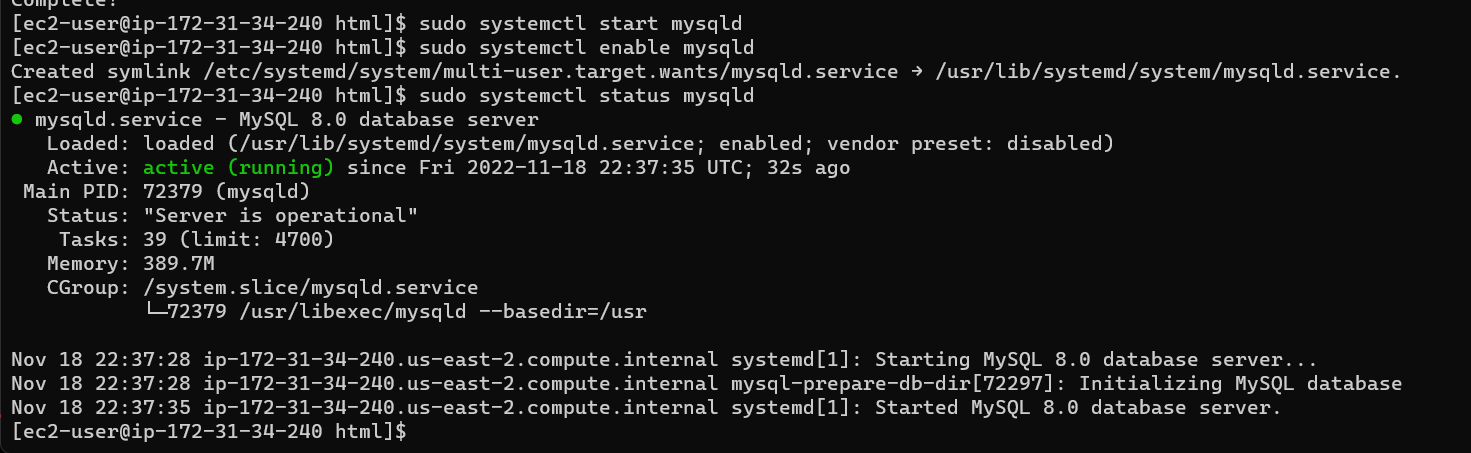 Complete!
[ec2-user@ip-172-31-34-240 html]$ sudo systemctl start mysqld
[ec2-user@ip-172-31-34-240 html]$ sudo systemctl enable mysqld
Created symlink /etc/systemd/system/multi-user.target.wants/mysqld.service → /usr/lib/systemd/system/mysqld.service.
[ec2-user@ip-172-31-34-240 html]$ sudo systemctl status mysqld
● mysqld.service - MySQL 8.0 database server
   Loaded: loaded (/usr/lib/systemd/system/mysqld.service; enabled; vendor preset: disabled)
   Active: active (running) since Fri 2022-11-18 22:37:35 UTC; 32s ago
 Main PID: 72379 (mysqld)
   Status: "Server is operational"
    Tasks: 39 (limit: 4700)
   Memory: 389.7M
   CGroup: /system.slice/mysqld.service
           └─72379 /usr/libexec/mysqld --basedir=/usr

Nov 18 22:37:28 ip-172-31-34-240.us-east-2.compute.internal systemd[1]: Starting MySQL 8.0 database server...
Nov 18 22:37:28 ip-172-31-34-240.us-east-2.compute.internal mysql-prepare-db-dir[72297]: Initializing MySQL database
Nov 18 22:37:35 ip-172-31-34-240.us-east-2.compute.internal systemd[1]: Started MySQL 8.0 database server.
[ec2-user@ip-172-31-34-240 html]$